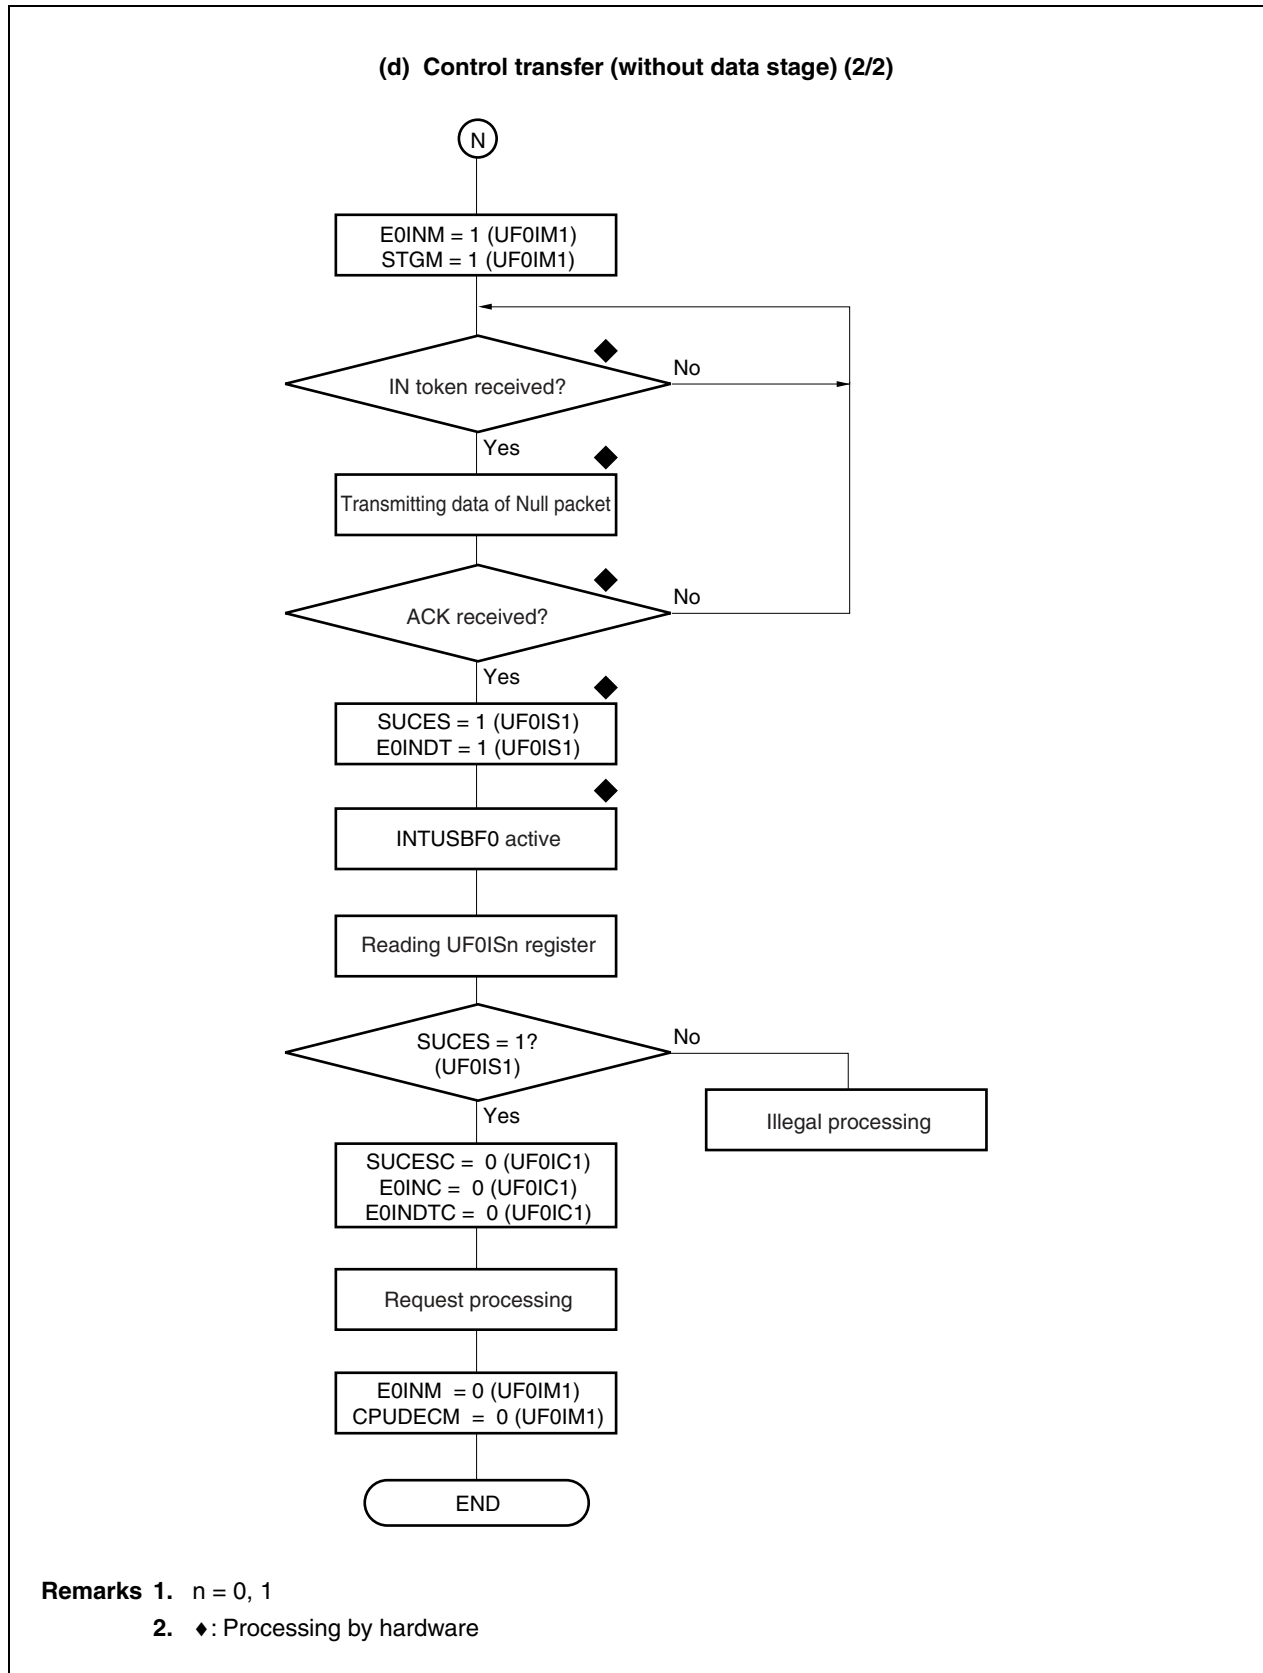 (d) Control transfer (without data stage) (2/2)
N
E0INM = 1 (UF0IM1)
STGM = 1 (UF0IM1)
IN token received?
No
Yes
Transmitting data of Null packet
ACK received?
No
Yes
SUCES = 1 (UF0IS1)
E0INDT = 1 (UF0IS1)
INTUSBF0 active
Reading UF0ISn register
SUCES = 1?
(UF0IS1)
No
Illegal processing
Yes
SUCESC = 0 (UF0IC1)
E0INC = 0 (UF0IC1)
E0INDTC = 0 (UF0IC1)
Request processing
E0INM = 0 (UF0IM1)
CPUDECM = 0 (UF0IM1)
END
Remarks 1. n = 0, 1
2. ♦: Processing by hardware